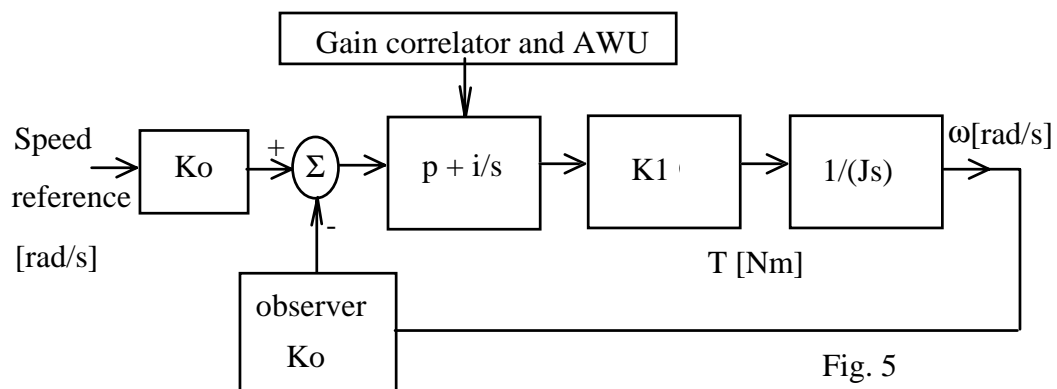 Gain correlator and AWU
Speed
reference
[rad/s]
Ko
+
Σ
-
p + i/s
K1
1/(Js)
ω[rad/s]
T [Nm]
observer
Ko
Fig. 5